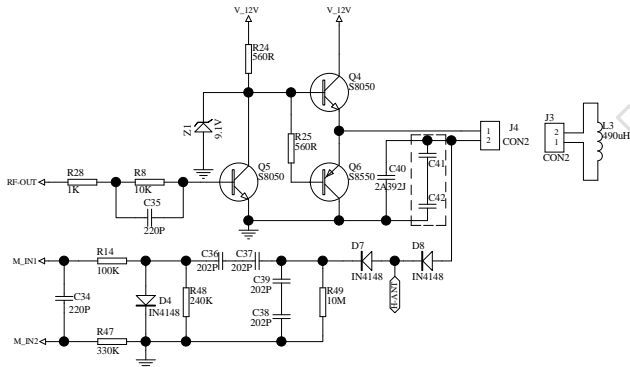 V_12V
V_12V
R24
560R
Q4
S8050
Z1
9.1V
R25
560R
1
2
J4
CON2
J3
2
1
CON2
L3
490uH
RF-OUT
R28
1K
R8
10K
C35
220P
Q5
S8050
Q6
S8550
C40
2A392J
C41
C42
M_IN1
R14
100K
C36
202P
C37
202P
D7
IN4148
D8
IN4148
C34
220P
D4
IN4148
R48
240K
C39
202P
C38
202P
R49
10M
H-ANT
M_IN2
R47
330K